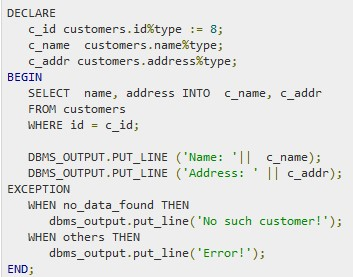 DECLARE
   c_id customers.id%type := 8;
   c_name  customers.name%type;
   c_addr customers.address%type;
BEGIN
   SELECT  name, address INTO  c_name, c_addr
   FROM customers
   WHERE id = c_id;

   DBMS_OUTPUT.PUT_LINE ('Name: '||  c_name);
   DBMS_OUTPUT.PUT_LINE ('Address: ' || c_addr);
EXCEPTION
   WHEN no_data_found THEN
      dbms_output.put_line('No such customer!');
   WHEN others THEN
      dbms_output.put_line('Error!');
END;